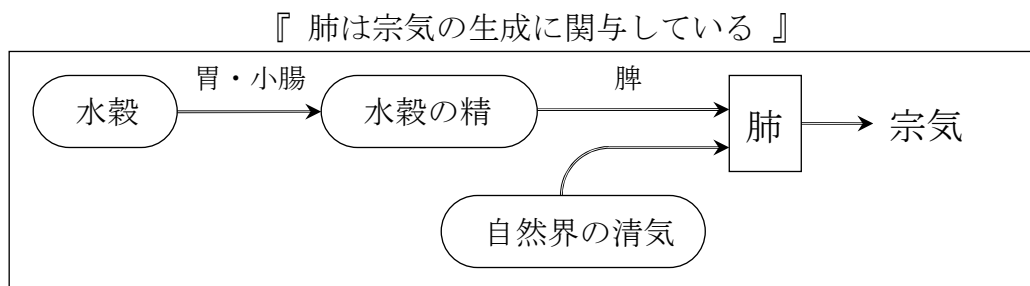 『 肺は宗気の生成に関与している 』
胃・小腸
脾
水穀
水穀の精
肺
宗気
自然界の清気